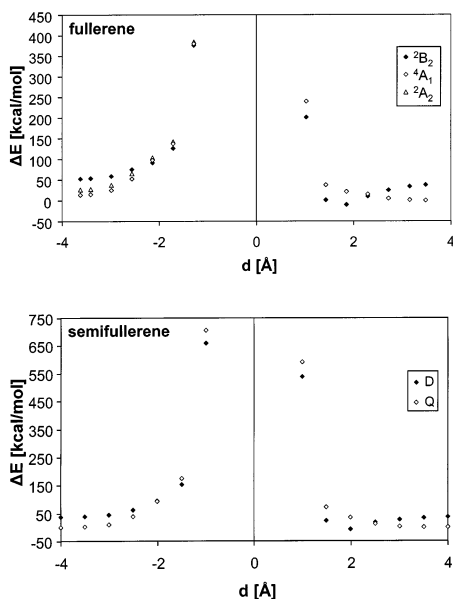 fullerene
ΔE [kcal/mol]
450
400
350
300
250
200
150
100
50
0
-50
²B₂
⁴A₁
²A₂
-4 -2 0 2 4
d [Å]
semifullerene
ΔE [kcal/mol]
750
650
550
450
350
250
150
50
-50
D
Q
-4 -2 0 2 4
d [Å]